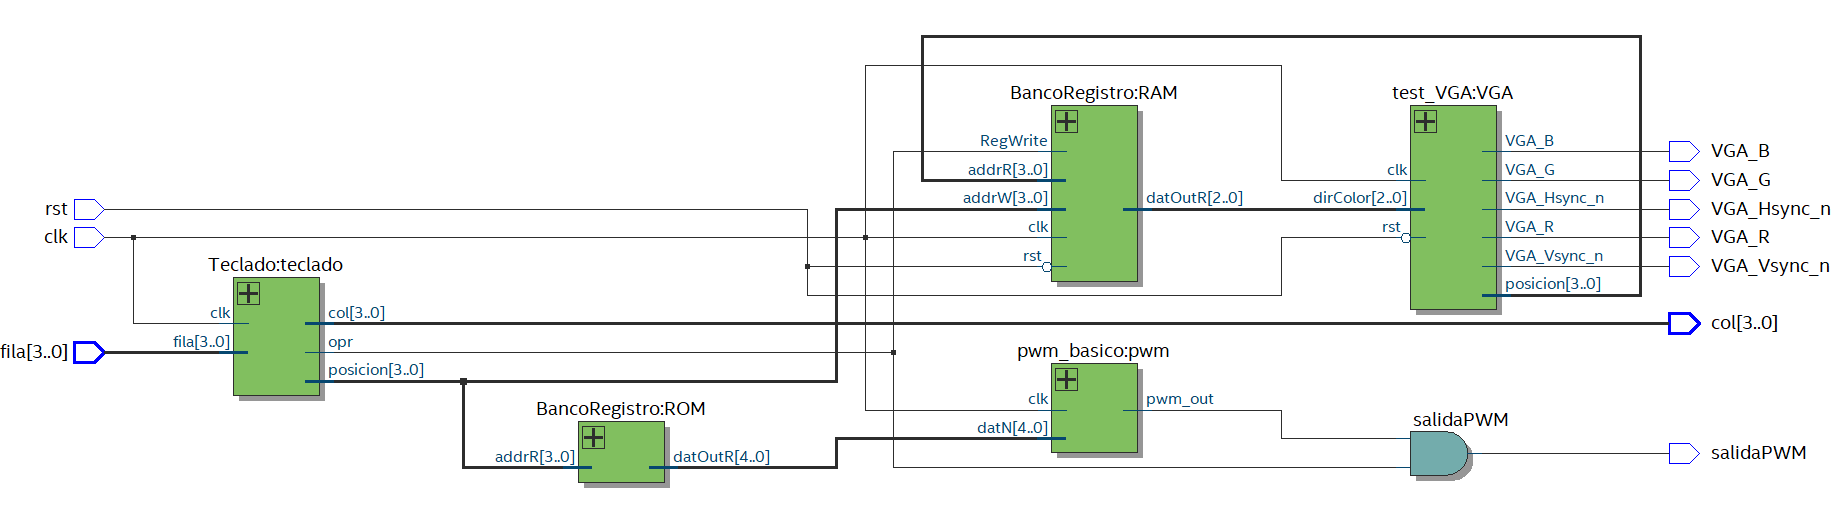 BancoRegistro:RAM
RegWrite
addrR[3..0]
addrW[3..0]
clk
rst
datOutR[2..0]
test_VGA:VGA
clk
dirColor[2..0]
rst
VGA_B
VGA_G
VGA_Hsync_n
VGA_R
VGA_Vsync_n
posicion[3..0]
VGA_B
VGA_G
VGA_Hsync_n
VGA_R
VGA_Vsync_n
col[3..0]
rst
clk
fila[3..0]
Teclado:teclado
clk
fila[3..0]
col[3..0]
opr
posicion[3..0]
BancoRegistro:ROM
addrR[3..0]
datOutR[4..0]
pwm_basico:pwm
clk
datN[4..0]
pwm_out
salidaPWM
salidaPWM